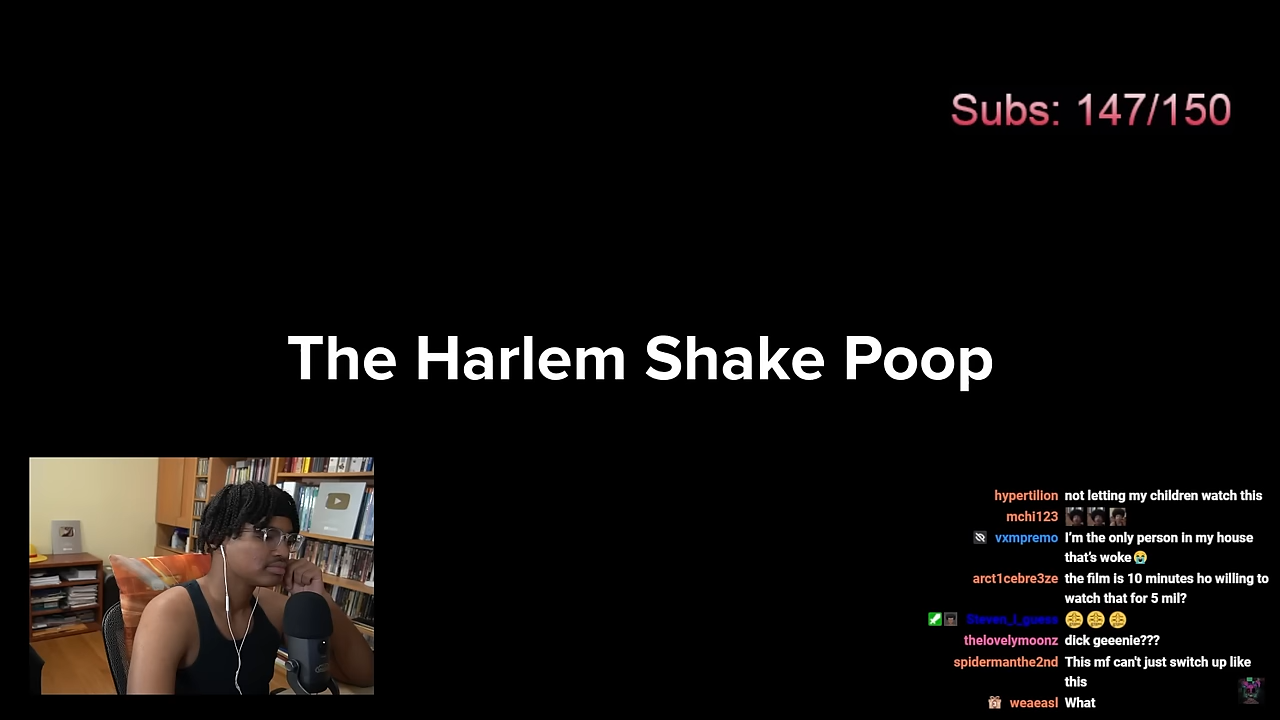 Subs: 147/150
The Harlem Shake Poop
hypertilion not letting my children watch this
mchi123
vxmpremo I'm the only person in my house
that's woke😭
arct1cebre3ze the film is 10 minutes ho willing to
watch that for 5 mil?
Steven_i_guess
thelovelymoonz dick geeenie???
spidermanthe2nd This mf can't just switch up like
this
weaeasl What